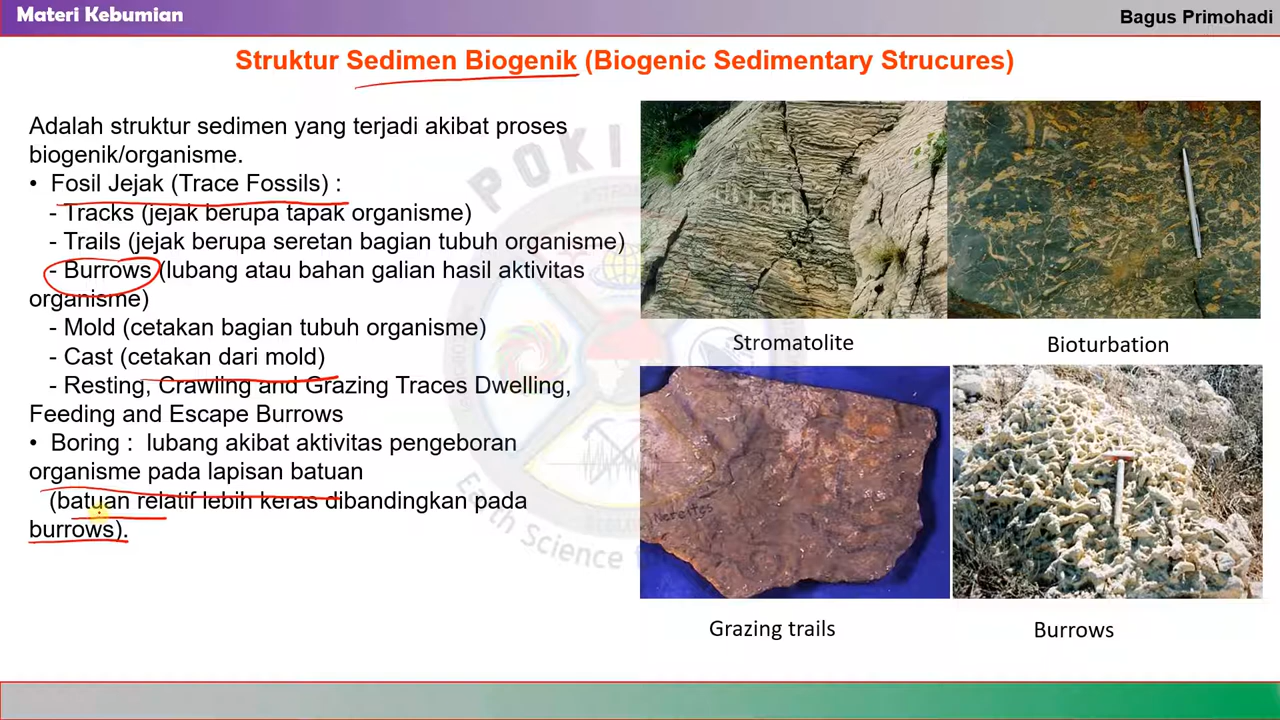 Materi Kebumian
Bagus Primohadi
Struktur Sedimen Biogenik (Biogenic Sedimentary Strucures)
Adalah struktur sedimen yang terjadi akibat proses
biogenik/organisme.
• Fosil Jejak (Trace Fossils) :
- Tracks (jejak berupa tapak organisme)
- Trails (jejak berupa seretan bagian tubuh organisme)
- Burrows (lubang atau bahan galian hasil aktivitas
organisme)
- Mold (cetakan bagian tubuh organisme)
- Cast (cetakan dari mold)
- Resting, Crawling and Grazing Traces Dwelling,
Feeding and Escape Burrows
• Boring : lubang akibat aktivitas pengeboran
organisme pada lapisan batuan
(batuan relatif lebih keras dibandingkan pada
burrows).
Stromatolite
Bioturbation
Grazing trails
Burrows
POKI
Earth Science